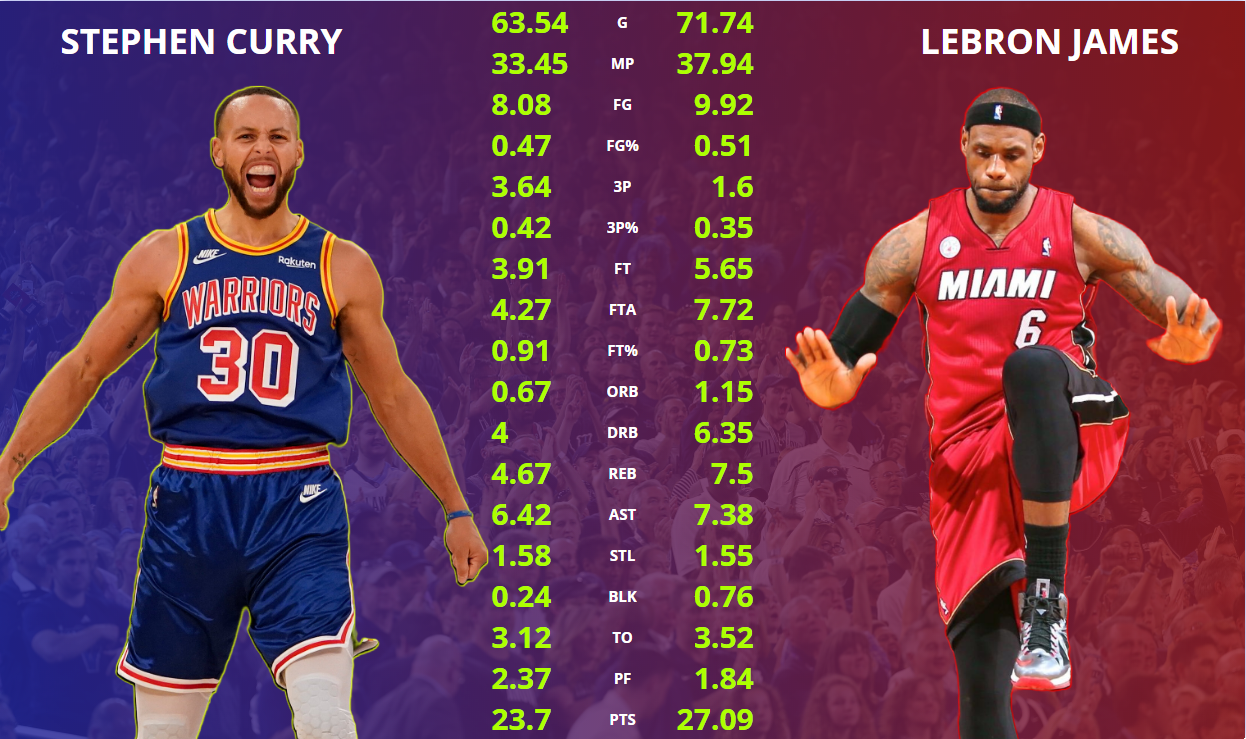 STEPHEN CURRY
LEBRON JAMES
63.54 G 71.74
33.45 MP 37.94
8.08 FG 9.92
0.47 FG% 0.51
3.64 3P 1.6
0.42 3P% 0.35
3.91 FT 5.65
4.27 FTA 7.72
0.91 FT% 0.73
0.67 ORB 1.15
4 DRB 6.35
4.67 REB 7.5
6.42 AST 7.38
1.58 STL 1.55
0.24 BLK 0.76
3.12 TO 3.52
2.37 PF 1.84
23.7 PTS 27.09
NIKE
Rakuten
WARRIORS
30
NIKE
MIAMI
6